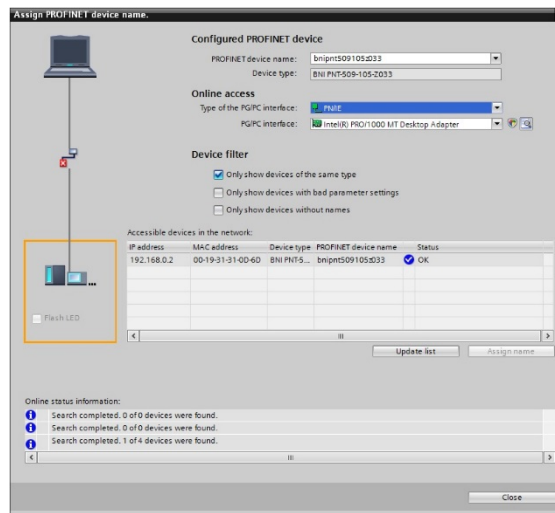 Assign PROFINET device name.
Configured PROFINET device
PROFINET device name: bnipnt509105z033
Device type: BNI PNT-509-105-Z033
Online access
Type of the PG/PC interface: PN/IE
PG/PC interface: Intel(R) PRO/1000 MT Desktop Adapter
Device filter
Only show devices of the same type
Only show devices with bad parameter settings
Only show devices without names
Accessible devices in the network:
IP address MAC address Device type PROFINET device name Status
192.168.0.2 00-19-31-31-0D-60 BNI PNT-5... bnipnt509105z033 OK
Flash LED
Update list Assign name
Online status information:
Search completed. 0 of 0 devices were found.
Search completed. 0 of 0 devices were found.
Search completed. 1 of 4 devices were found.
Close